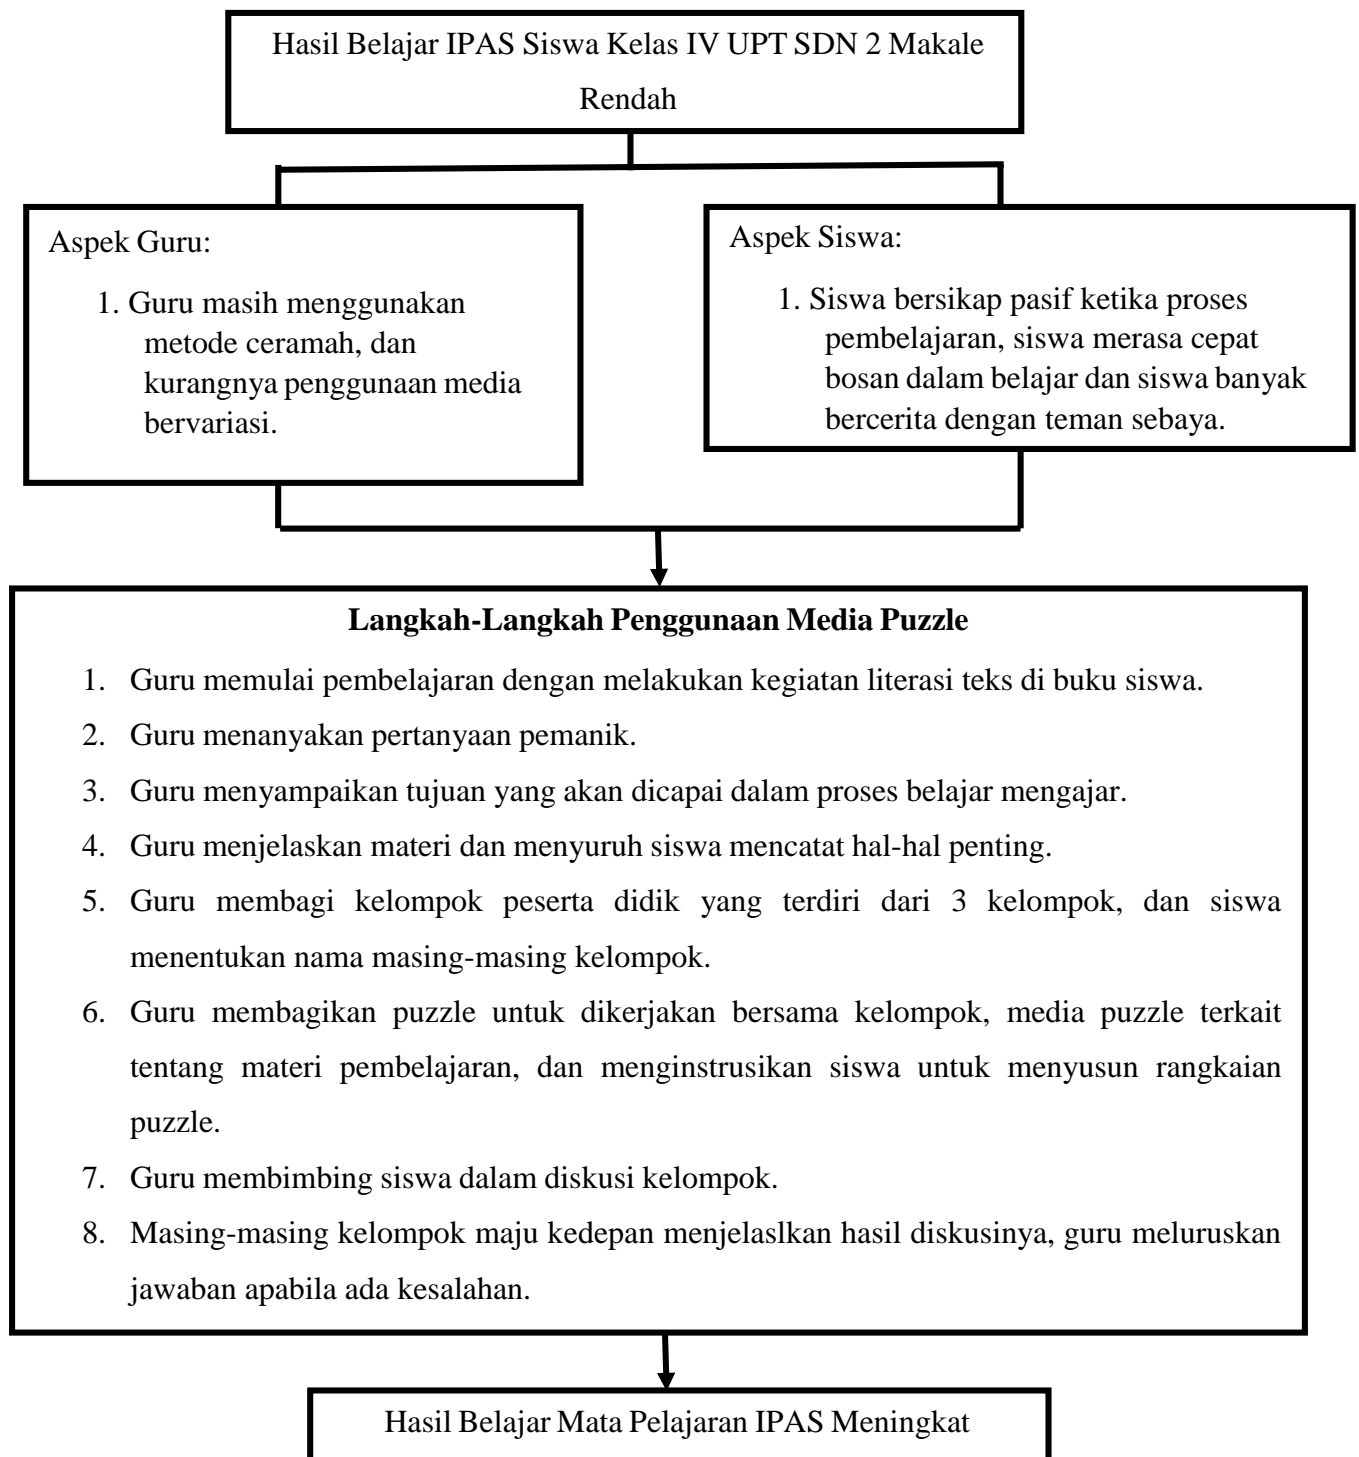 Hasil Belajar IPAS Siswa Kelas IV UPT SDN 2 Makale
Rendah
Aspek Guru:
1. Guru masih menggunakan
metode ceramah, dan
kurangnya penggunaan media
bervariasi.
Aspek Siswa:
1. Siswa bersikap pasif ketika proses
pembelajaran, siswa merasa cepat
bosan dalam belajar dan siswa banyak
bercerita dengan teman sebaya.
Langkah-Langkah Penggunaan Media Puzzle
1. Guru memulai pembelajaran dengan melakukan kegiatan literasi teks di buku siswa.
2. Guru menanyakan pertanyaan pemanik.
3. Guru menyampaikan tujuan yang akan dicapai dalam proses belajar mengajar.
4. Guru menjelaskan materi dan menyuruh siswa mencatat hal-hal penting.
5. Guru membagi kelompok peserta didik yang terdiri dari 3 kelompok, dan siswa
menentukan nama masing-masing kelompok.
6. Guru membagikan puzzle untuk dikerjakan bersama kelompok, media puzzle terkait
tentang materi pembelajaran, dan menginstrusikan siswa untuk menyusun rangkaian
puzzle.
7. Guru membimbing siswa dalam diskusi kelompok.
8. Masing-masing kelompok maju kedepan menjelaslkan hasil diskusinya, guru meluruskan
jawaban apabila ada kesalahan.
Hasil Belajar Mata Pelajaran IPAS Meningkat